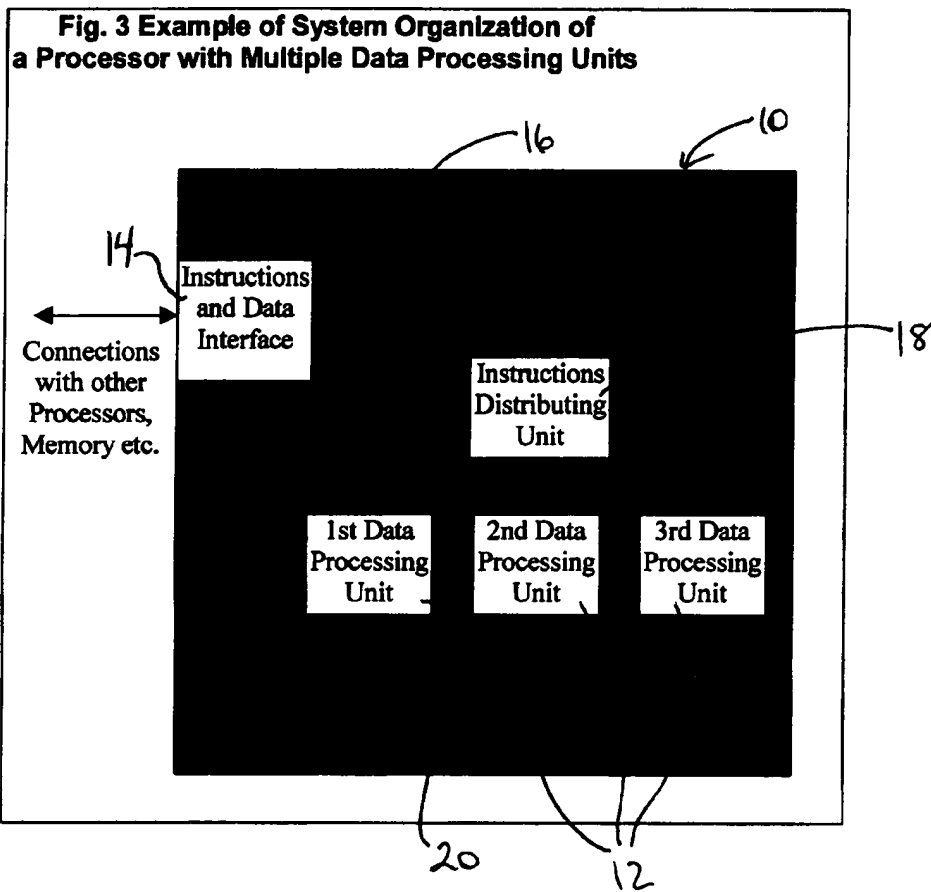 Fig. 3 Example of System Organization of
a Processor with Multiple Data Processing Units
16
10
14
Instructions
and Data
Interface
18
Connections
with other
Processors,
Memory etc.
Instructions
Distributing
Unit
1st Data
Processing
Unit
2nd Data
Processing
Unit
3rd Data
Processing
Unit
20
12